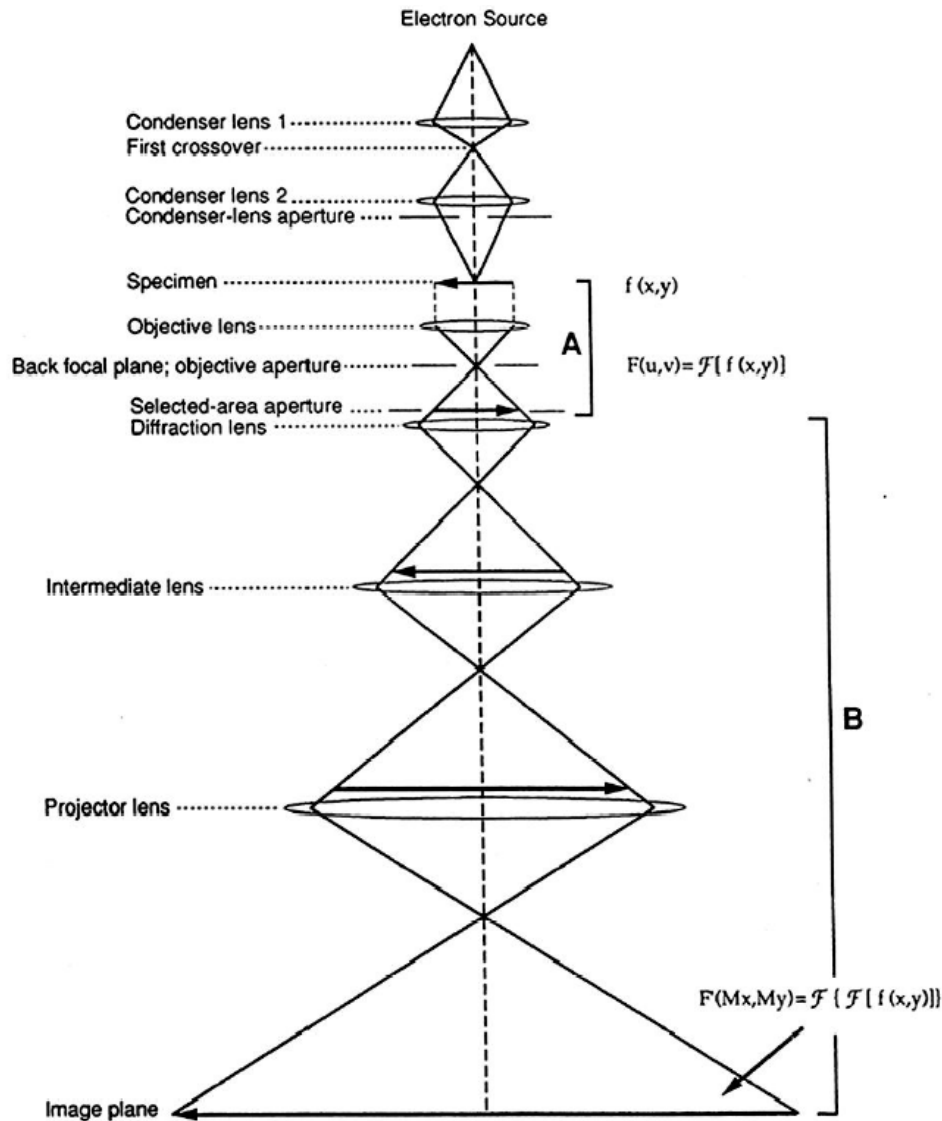 Electron Source
Condenser lens 1
First crossover
Condenser lens 2
Condenser-lens aperture
Specimen
f (x,y)
Objective lens
A
Back focal plane; objective aperture
F(u,v)= ℱ[ f (x,y)]
Selected-area aperture
Diffraction lens
Intermediate lens
B
Projector lens
F(Mx,My)= ℱ { ℱ [ f (x,y)]}
Image plane